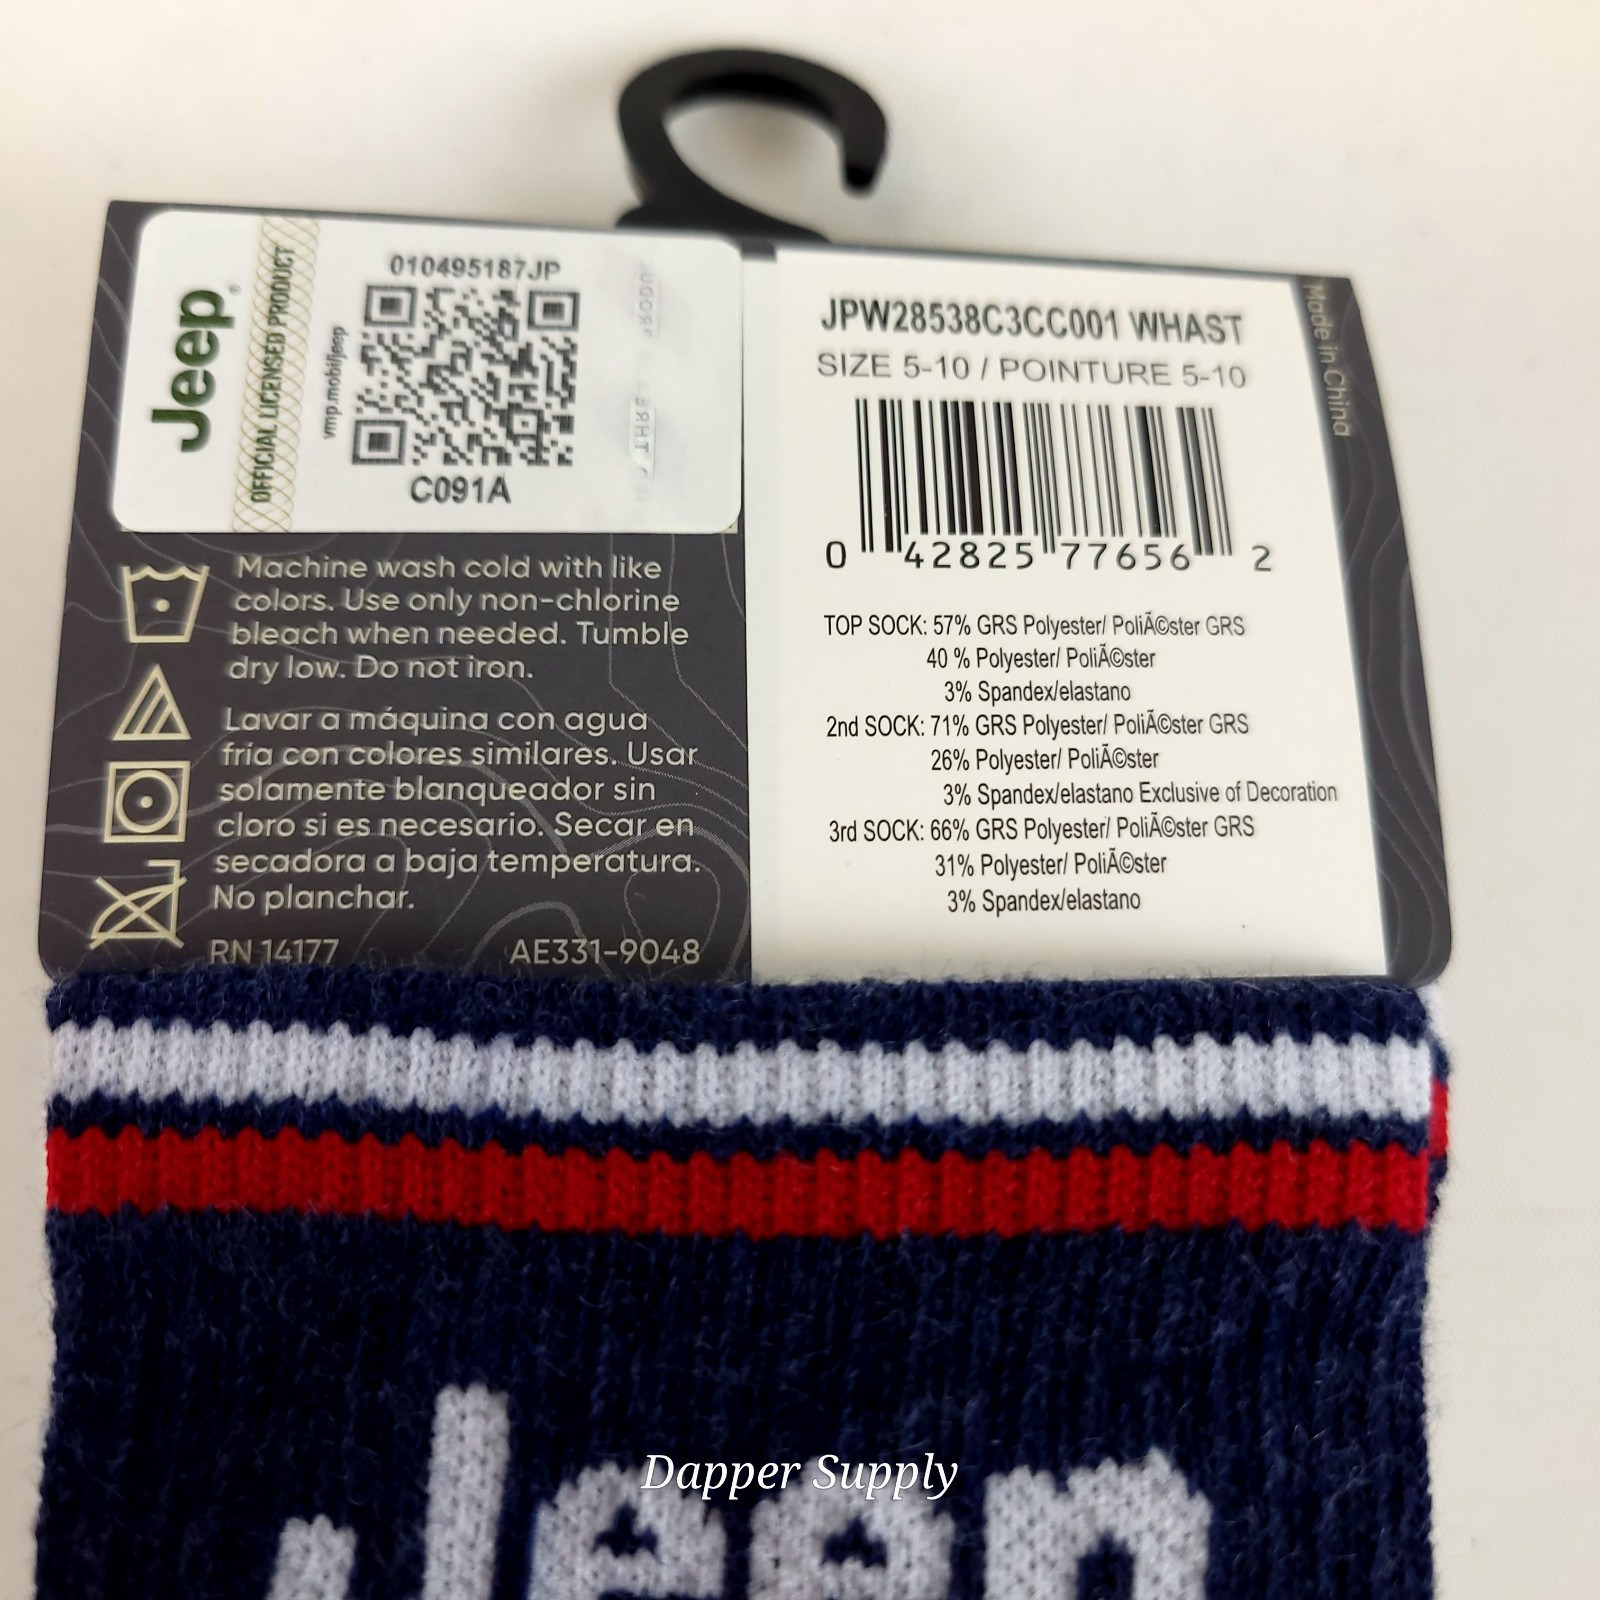 Jeep®
OFFICIAL LICENSED PRODUCT
vmp.mobi/jeep
010495187JP
C091A
Machine wash cold with like
colors. Use only non-chlorine
bleach when needed. Tumble
dry low. Do not iron.
Lavar a máquina con agua
fría con colores similares. Usar
solamente blanqueador sin
cloro si es necesario. Secar en
secadora a baja temperatura.
No planchar.
RN 14177 AE331-9048
JPW28538C3CC001 WHAST
SIZE 5-10 / POINTURE 5-10
0 42825 77656 2
TOP SOCK: 57% GRS Polyester/ PoliÃ©ster GRS
40 % Polyester/ PoliÃ©ster
3% Spandex/elastano
2nd SOCK: 71% GRS Polyester/ PoliÃ©ster GRS
26% Polyester/ PoliÃ©ster
3% Spandex/elastano Exclusive of Decoration
3rd SOCK: 66% GRS Polyester/ PoliÃ©ster GRS
31% Polyester/ PoliÃ©ster
3% Spandex/elastano
Made in China
Jeep
Dapper Supply